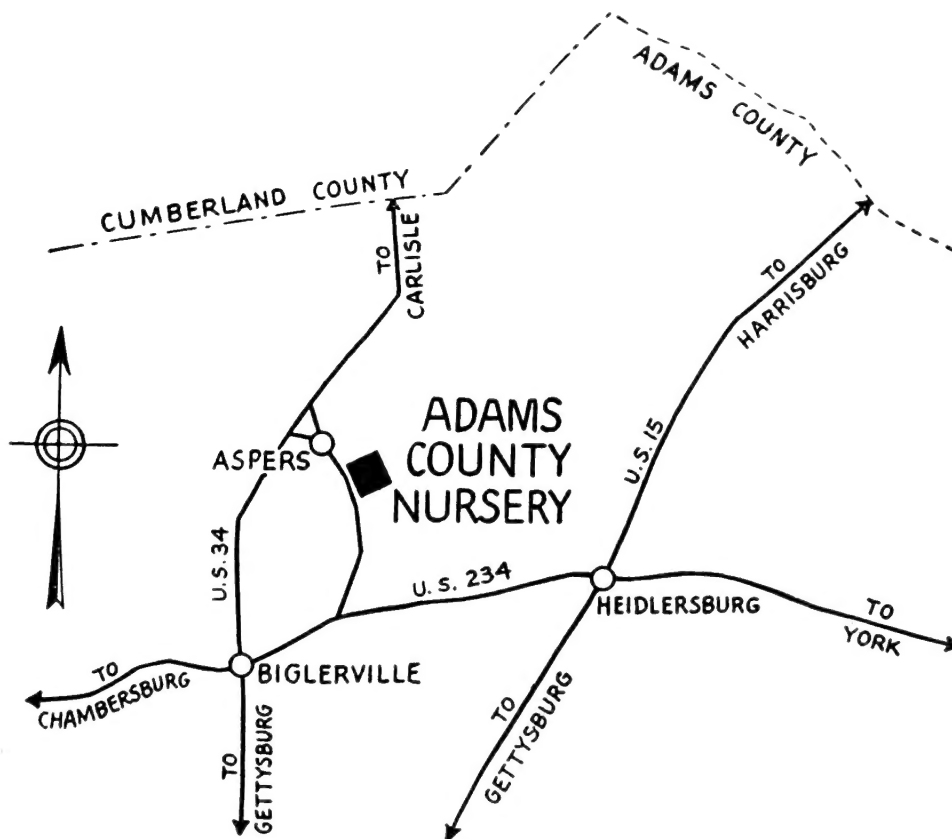 ADAMS COUNTY
CUMBERLAND COUNTY
TO
CARLISLE
TO
HARRISBURG
ADAMS
COUNTY
NURSERY
ASPERS
U.S. 15
U.S. 34
U. S. 234
HEIDLERSBURG
TO
YORK
BIGLERVILLE
TO
CHAMBERSBURG
TO
GETTYSBURG
TO
GETTYSBURG